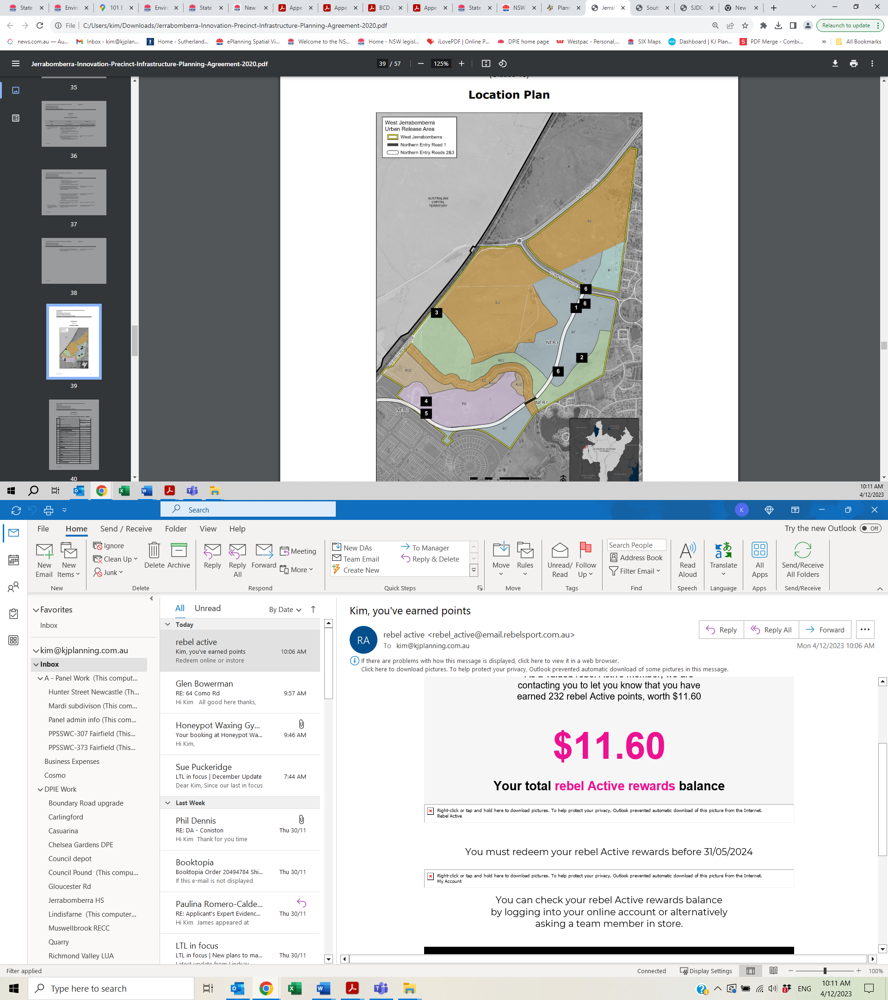 State
Envir
101 E
Envir
State
New
Appe
Appe
BCD
Appe
State
NSW
Plann
Jerral
South
SJDC
New
File
C:/Users/kim/Downloads/Jerrabomberra-Innovation-Precinct-Infrastructure-Planning-Agreement-2020.pdf
Relaunch to update
news.com.au — Au...
Inbox - kim@kjplan...
Home - Sutherland...
ePlanning Spatial Vi...
Welcome to the NS...
Home - NSW legisl...
iLovePDF | Online P...
DPIE home page
Westpac - Personal,...
SIX Maps
Dashboard | KJ Plan...
PDF Merge - Combi...
»
All Bookmarks
Jerrabomberra-Innovation-Precinct-Infrastructure-Planning-Agreement-2020.pdf
39 / 57
125%
35
36
37
38
39
40
Location Plan
West Jerrabomberra
Urban Release Area
West Jerrabomberra
Northern Entry Road 1
Northern Entry Roads 2&3
AUSTRALIAN
CAPITAL
TERRITORY
LANYON DRIVE
E2
B7
B1
TOMPSITT DRIVE
6
1
6
E2
3
B7
NER3
2
TERRITORY PARADE
RE2
6
RU2
E2
RU2
RU2
4
IN2
NER1
NER2
5
B7
Metres
10:11 AM
4/12/2023
Search
K
File
Home
Send / Receive
Folder
View
Help
Try the new Outlook
Off
New
Email
New
Items
New
Ignore
Clean Up
Junk
Delete
Archive
Delete
Reply
Reply
All
Forward
Meeting
More
Respond
New DAs
Team Email
Create New
To Manager
Reply & Delete
Quick Steps
Move
Rules
Move
Unread/
Read
Follow
Up
Tags
Search People
Address Book
Filter Email
Find
Read
Aloud
Speech
Translate
Language
All
Apps
Apps
Send/Receive
All Folders
Send/Receive
Favorites
Inbox
kim@kjplanning.com.au
Inbox
A - Panel Work (This comput...
Hunter Street Newcastle (Th...
Mardi subdivison (This com...
Panel admin info (This com...
PPSSWC-307 Fairfield (This...
PPSSWC-373 Fairfield (This...
Business Expenses
Cosmo
DPIE Work
Boundary Road upgrade
Carlingford
Casuarina
Chelsea Gardens DPE
Council depot
Council Pound (This compu...
Gloucester Rd
Jerrabomberra HS
Lindisfarne (This computer...
Muswellbrook RECC
Quarry
Richmond Valley LUA
All
Unread
By Date
Today
rebel active
Kim, you've earned points
10:06 AM
Redeem online or instore
Glen Bowerman
RE: 64 Como Rd
9:57 AM
Hi Kim All good here thanks,
Honeypot Waxing Gy...
Your booking at Honeypot Wa...
9:46 AM
Hi Kim,
Sue Puckeridge
LTL in focus | December Update
7:44 AM
Dear Kim, Since our last in focus
Last Week
Phil Dennis
RE: DA - Coniston
Thu 30/11
Hi Kim Thank for you time
Booktopia
Booktopia Order 20494784 Shi...
Thu 30/11
If this e-mail is not displayed
Paulina Romero-Calde...
RE: Applicant's Expert Evidenc...
Thu 30/11
Hi Kim James appeared at
LTL in focus
LTL in focus | New plans to ma...
Thu 30/11
Latest update from Lindsay
Kim, you've earned points
RA
rebel active <rebel_active@email.rebelsport.com.au>
To kim@kjplanning.com.au
Reply
Reply All
Forward
Mon 4/12/2023 10:06 AM
If there are problems with how this message is displayed, click here to view it in a web browser.
Click here to download pictures. To help protect your privacy, Outlook prevented automatic download of some pictures in this message.
As a valued rebel Active member, we are
contacting you to let you know that you have
earned 232 rebel Active points, worth $11.60
$11.60
Your total rebel Active rewards balance
Right-click or tap and hold here to download pictures. To help protect your privacy, Outlook prevented automatic download of this picture from the Internet.
Rebel Active
You must redeem your rebel Active rewards before 31/05/2024
Right-click or tap and hold here to download pictures. To help protect your privacy, Outlook prevented automatic download of this picture from the Internet.
My Account
You can check your rebel Active rewards balance
by logging into your online account or alternatively
asking a team member in store.
Filter applied
Connected
Display Settings
100%
Type here to search
ENG
10:11 AM
4/12/2023